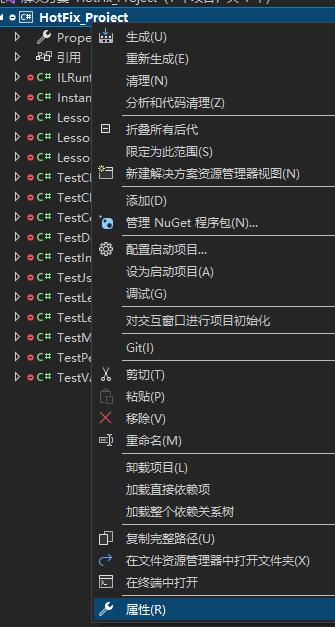 HotFix_Project
Prope
引用
ILRunt
Instan
Lesso
Lesso
Lesso
TestCl
TestCl
TestCo
TestDe
TestIn
TestJs
TestLe
TestLe
TestM
TestPe
TestVa
生成(U)
重新生成(E)
清理(N)
分析和代码清理(Z)
折叠所有后代
限定为此范围(S)
新建解决方案资源管理器视图(N)
添加(D)
管理 NuGet 程序包(N)...
配置启动项目...
设为启动项目(A)
调试(G)
对交互窗口进行项目初始化
Git(I)
剪切(T)
粘贴(P)
移除(V)
重命名(M)
卸载项目(L)
加载直接依赖项
加载整个依赖关系树
复制完整路径(U)
在文件资源管理器中打开文件夹(X)
在终端中打开
属性(R)